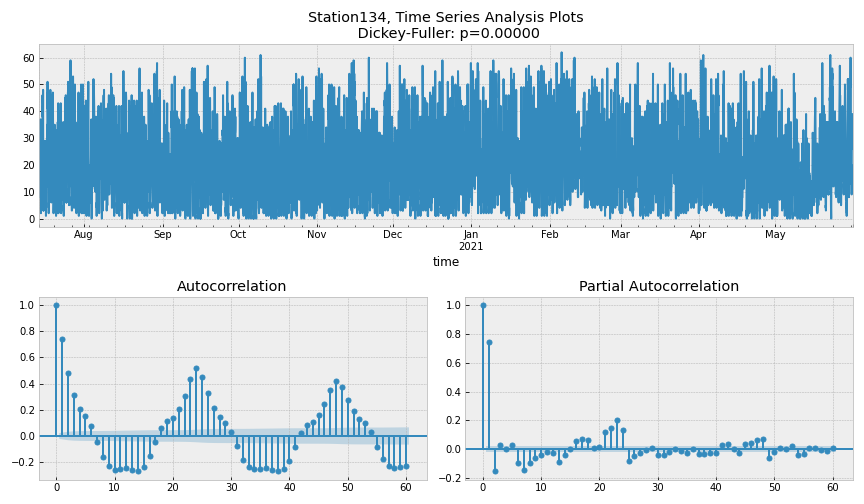 Station134, Time Series Analysis Plots
Dickey-Fuller: p=0.00000
60
50
40
30
20
10
0
Aug Sep Oct Nov Dec Jan Feb Mar Apr May
2021
time
Autocorrelation Partial Autocorrelation
1.0 1.0
0.8 0.8
0.6 0.6
0.4 0.4
0.2 0.2
0.0 0.0
−0.2 −0.2
0 10 20 30 40 50 60 0 10 20 30 40 50 60